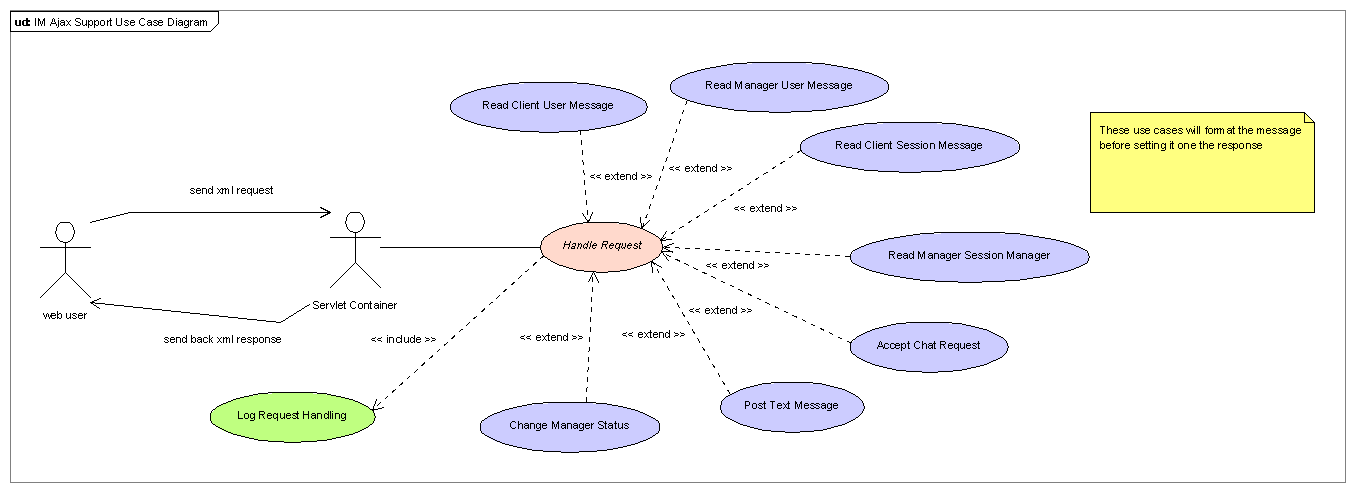 ud: IM Ajax Support Use Case Diagram
Read Manager User Message
Read Client User Message
These use cases will format the message
before setting it one the response
Read Client Session Message
<< extend >>
<< extend >>
send xml request
<< extend >>
Handle Request
Read Manager Session Manager
<< extend >>
Servlet Container
<< extend >>
web user
send back xml response
<< include >>
<< extend >>
<< extend >>
Accept Chat Request
Post Text Message
Log Request Handling
Change Manager Status